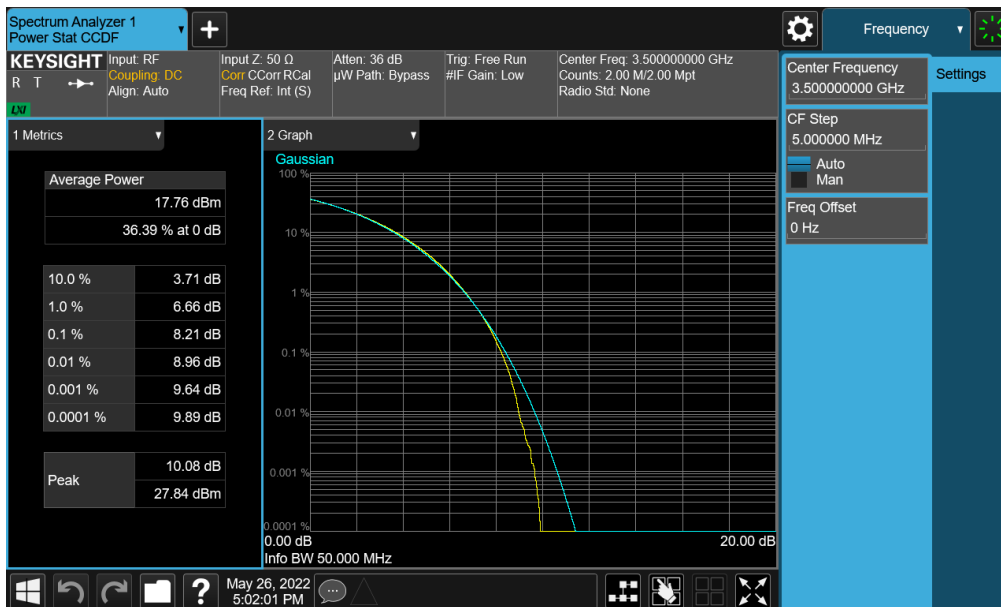 Spectrum Analyzer 1
Power Stat CCDF
Frequency
KEYSIGHT
R T
LXI
Input: RF
Coupling: DC
Align: Auto
Input Z: 50 Ω
Corr CCorr RCal
Freq Ref: Int (S)
Atten: 36 dB
µW Path: Bypass
Trig: Free Run
#IF Gain: Low
Center Freq: 3.500000000 GHz
Counts: 2.00 M/2.00 Mpt
Radio Std: None
Center Frequency
3.500000000 GHz
Settings
CF Step
5.000000 MHz
Auto
Man
Freq Offset
0 Hz
1 Metrics
Average Power
17.76 dBm
36.39 % at 0 dB
10.0 % 3.71 dB
1.0 % 6.66 dB
0.1 % 8.21 dB
0.01 % 8.96 dB
0.001 % 9.64 dB
0.0001 % 9.89 dB
Peak
10.08 dB
27.84 dBm
2 Graph
Gaussian
100 %
10 %
1 %
0.1 %
0.01 %
0.001 %
0.0001 %
0.00 dB 20.00 dB
Info BW 50.000 MHz
?
May 26, 2022
5:02:01 PM